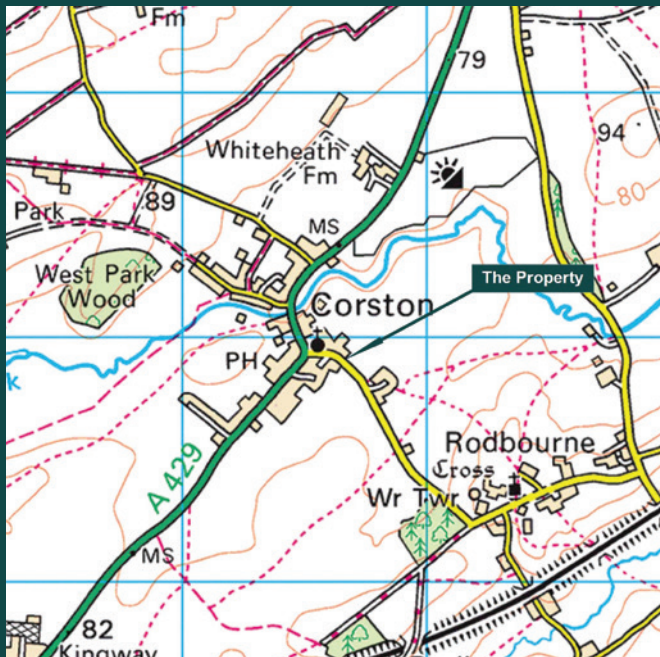 Fm
79
Whiteheath
Fm
94
80
Park
89
MS
West Park
Wood
The Property
Corston
PH
k
A 429
Rodbourne
Cross
Wr Twr
MS
82
Kingway